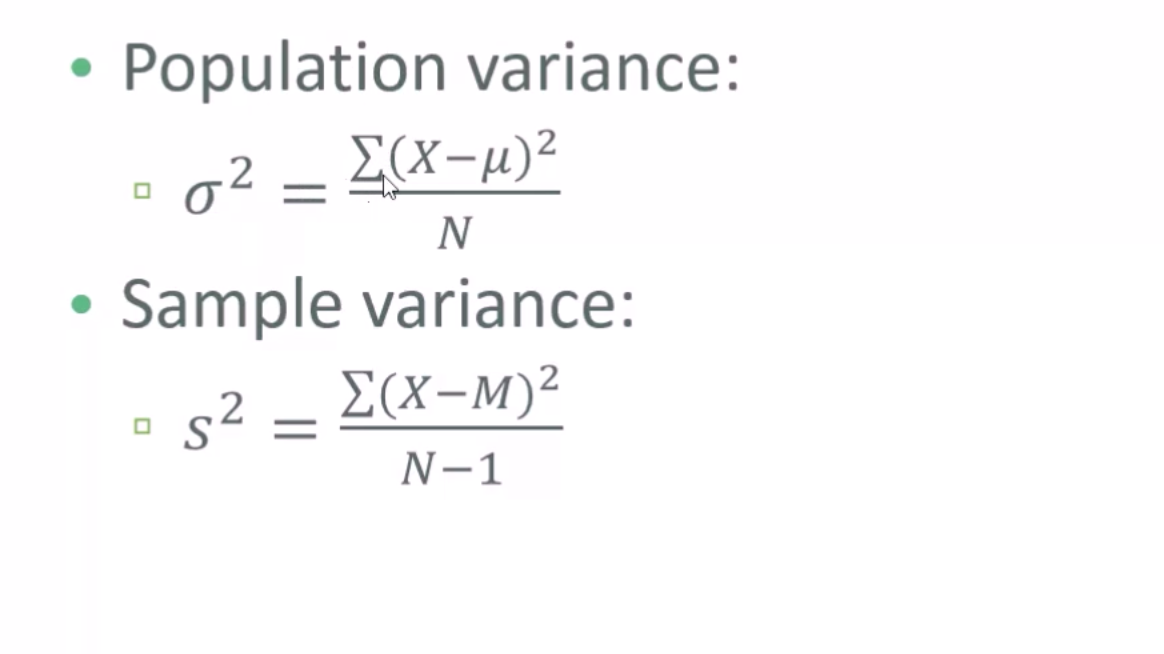 • Population variance:
▫ σ² = ∑(X−μ)² / N
• Sample variance:
▫ s² = ∑(X−M)² / N−1